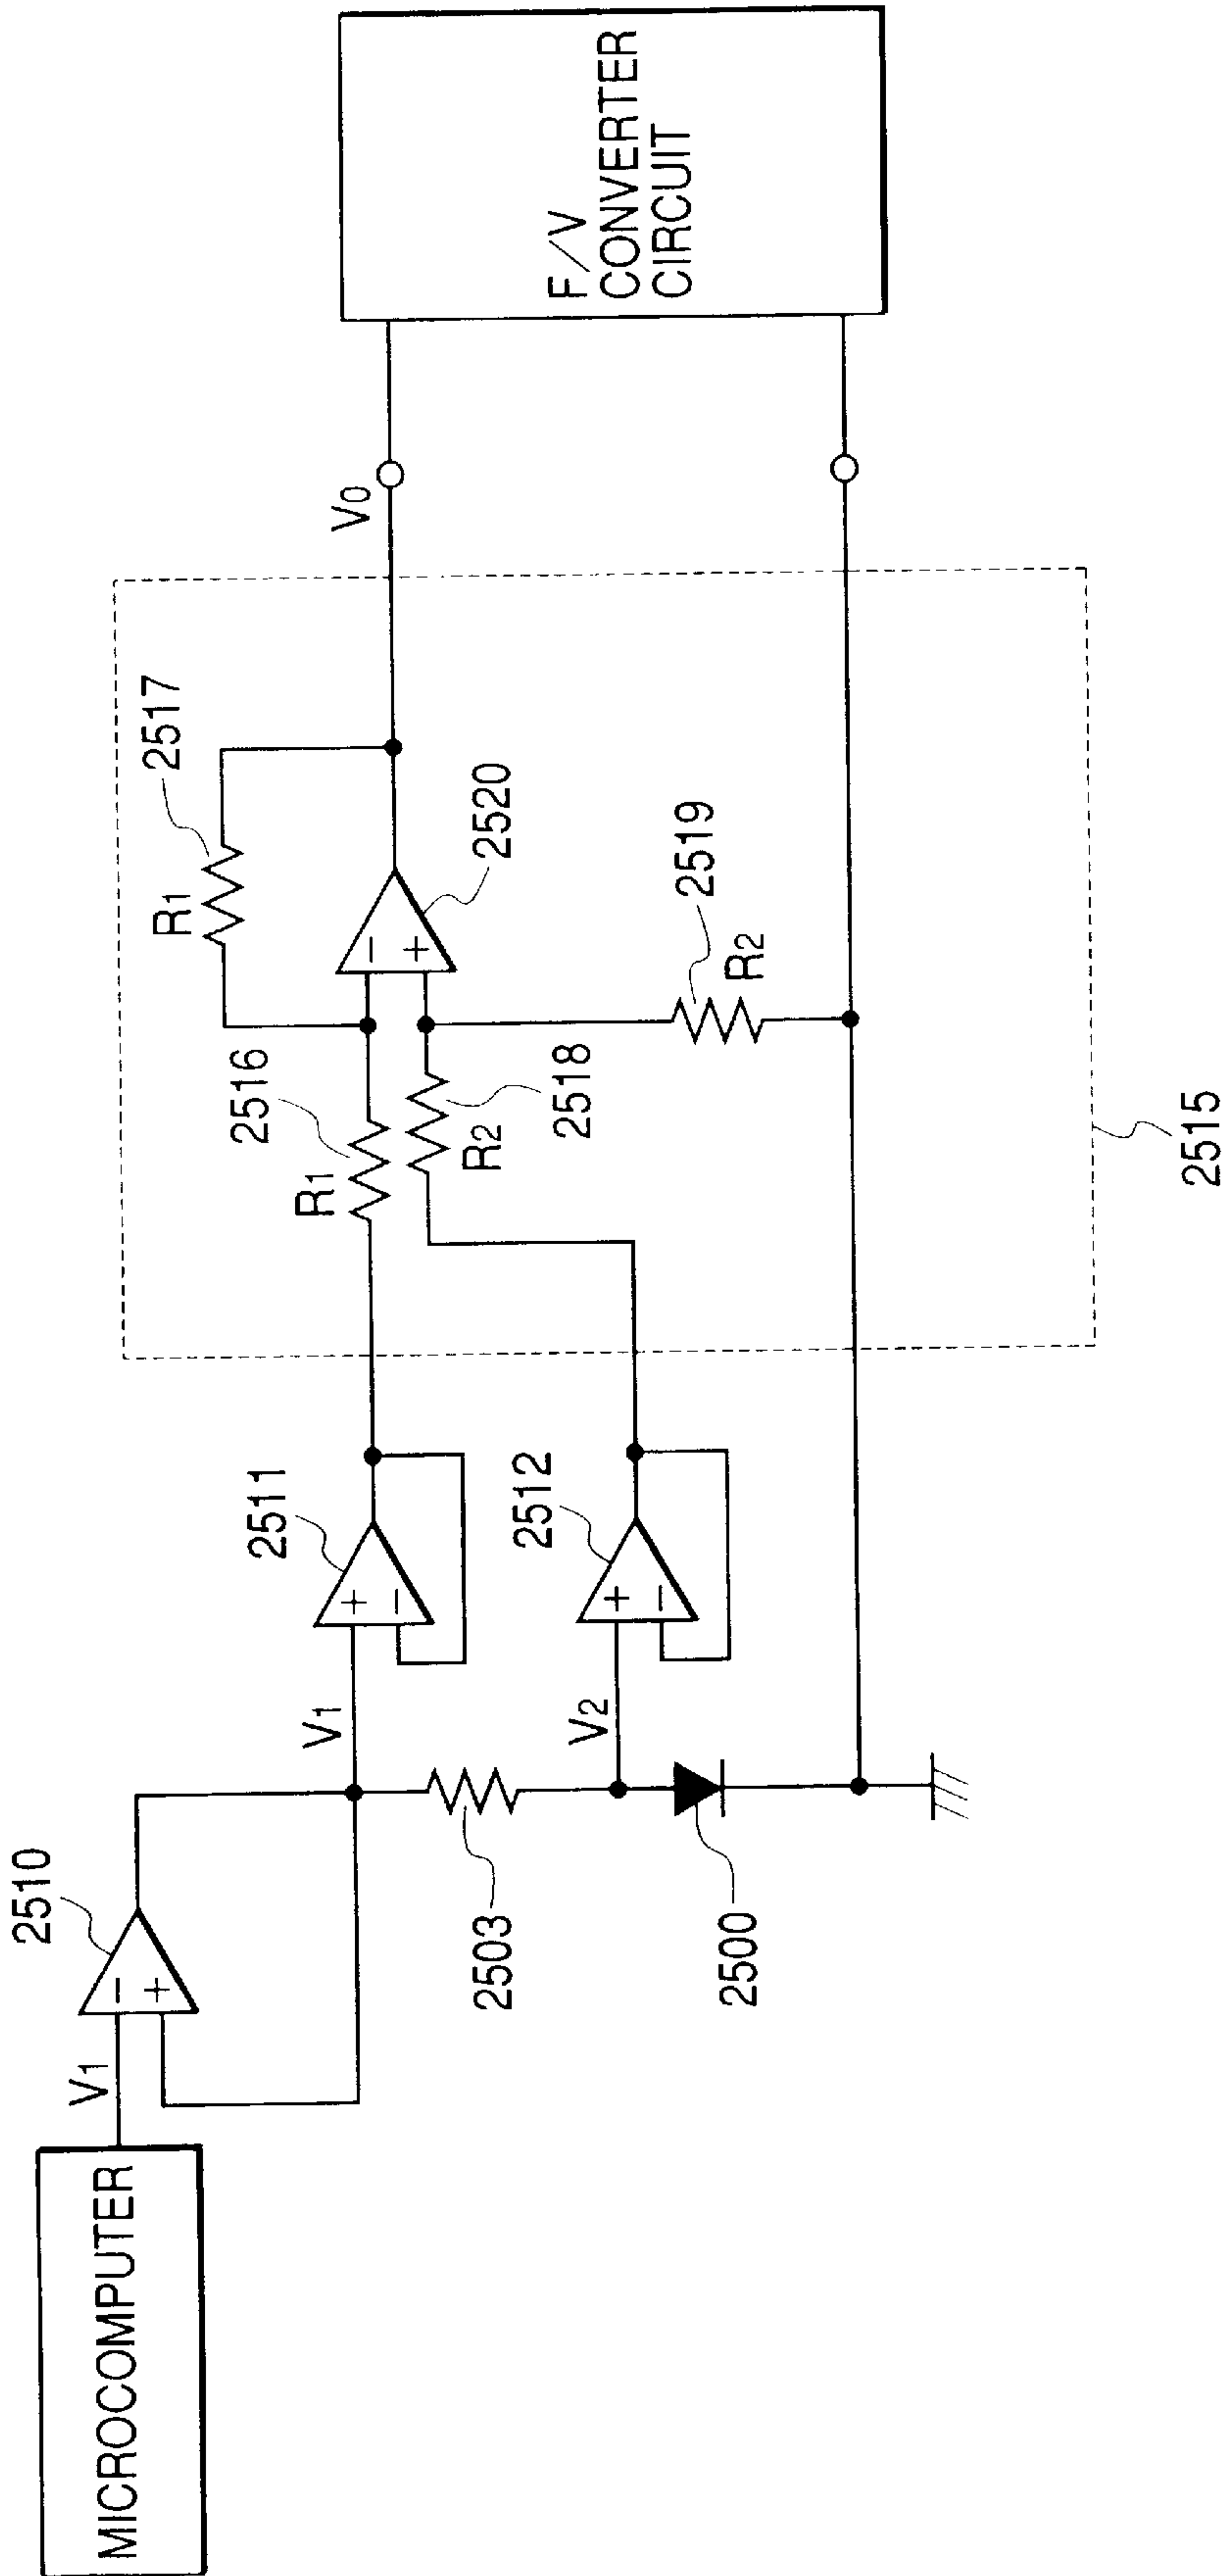 MICROCOMPUTER
V1
2510
− +
V1
2511
+ −
2503
V2
2512
+ −
2500
R1
2516
R1
2517
R2
2518
− +
2520
2519
R2
2515
V0
F/V
CONVERTER
CIRCUIT